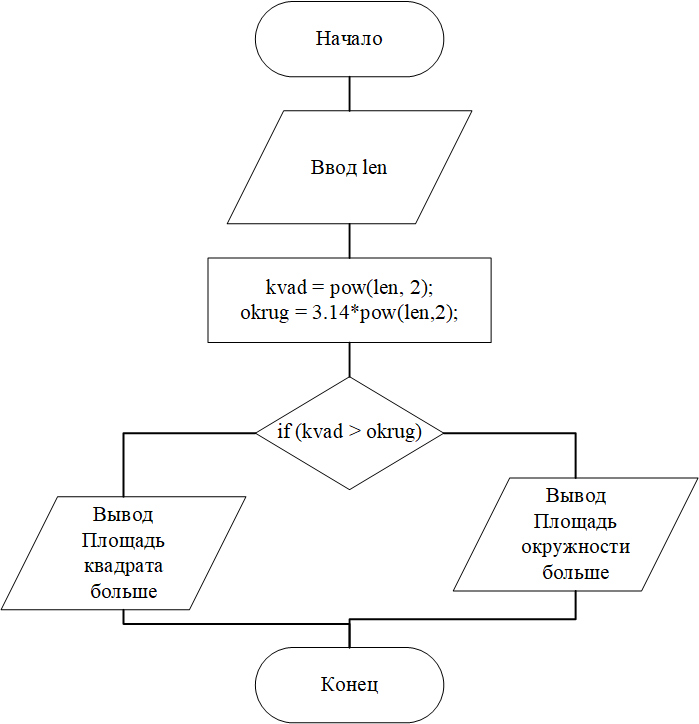 Начало
Ввод len
kvad = pow(len, 2);
okrug = 3.14*pow(len,2);
if (kvad > okrug)
Вывод
Площадь
квадрата
больше
Вывод
Площадь
окружности
больше
Конец